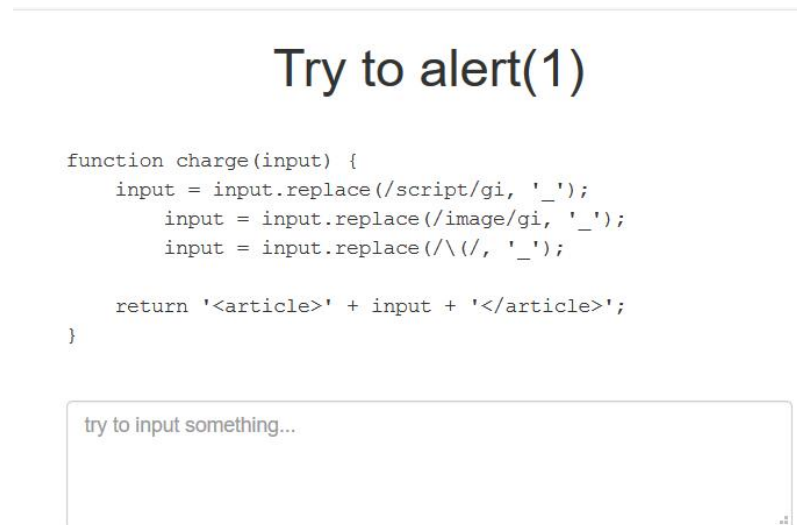 Try to alert(1)
function charge(input) {
    input = input.replace(/script/gi, '_');
        input = input.replace(/image/gi, '_');
        input = input.replace(/\(/, '_');
    return '<article>' + input + '</article>';
}
try to input something...